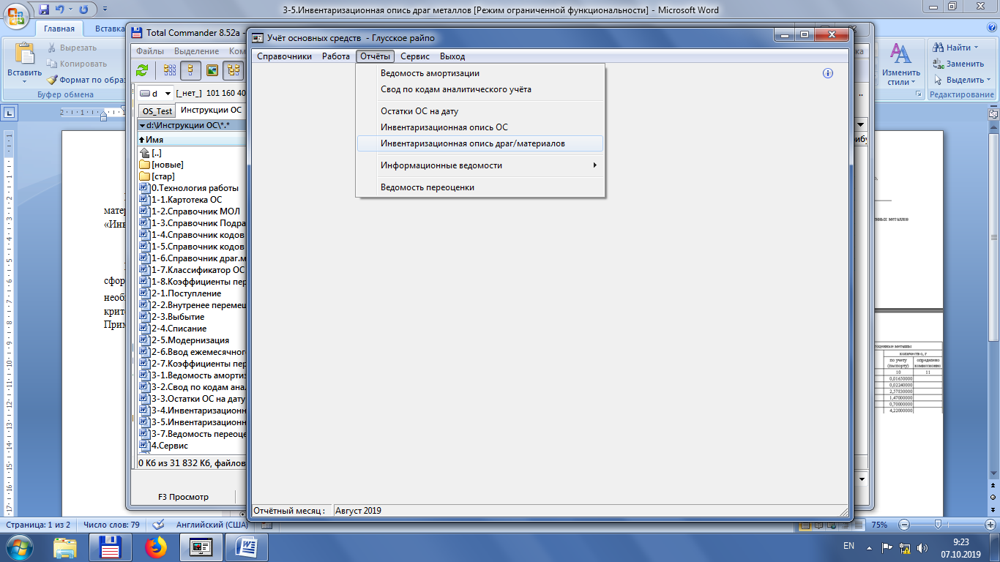 3-5.Инвентаризационная опись драг металлов [Режим ограниченной функциональности] - Microsoft Word
Главная
Вставка
Вставить
Вырезать
Копировать
Формат по образ
Буфер обмена
Изменить стили
Найти
Заменить
Выделить
Редактирование
Total Commander 8.52a -
Файлы Выделение Ком
d [_нет_] 101 160 40
OS_Test Инструкции ОС
d:\Инструкции ОС\*.*
Имя
[..]
[новые]
[стар]
0.Технология работы
1-1.Картотека ОС
1-2.Справочник МОЛ
1-3.Справочник Подра
1-4.Справочник кодов
1-5.Справочник кодов
1-6.Справочник драг.м
1-7.Классификатор ОС
1-8.Коэффициенты пер
2-1.Поступление
2-2.Внутренее перемещ
2-3.Выбытие
2-4.Списание
2-5.Модернизация
2-6.Ввод ежемесячного
2-7.Коэффициенты пер
3-1.Ведомость амортиз
3-2.Свод по кодам ана
3-3.Остатки ОС на дату
3-4.Инвентаризационн
3-5.Инвентаризационн
3-7.Ведомость переоце
4.Сервис
0 Кб из 31 832 Кб, файлов
F3 Просмотр
Учёт основных средств - Глусское райпо
Справочники Работа Отчёты Сервис Выход
Ведомость амортизации
Свод по кодам аналитического учёта
Остатки ОС на дату
Инвентаризационная опись ОС
Инвентаризационная опись драг/материалов
Информационные ведомости
Ведомость переоценки
Отчётный месяц : Август 2019
матер
«Инв
сфор
необ
крите
Прим
енных металлов
гоценные металлы
количество, г
по учету (паспорту)
определено комиссионно
10 11
0,01650000
0,02240000
2,57830000
1,47000000
0,70000000
4,22000000
Страница: 1 из 2 Число слов: 79 Английский (США) 75%
EN
9:23
07.10.2019